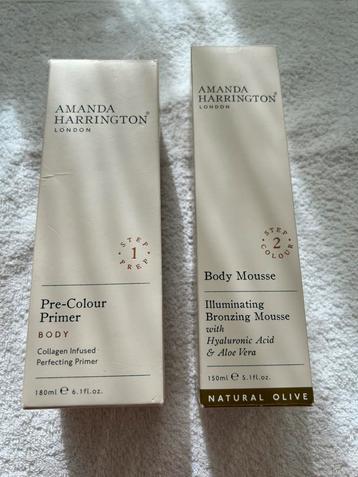 AMANDA
HARRINGTON®
LONDON
STEP
1
PREP
Pre-Colour
Primer
BODY
Collagen Infused
Perfecting Primer
180ml ℮ 6.1fl.oz.
AMANDA
HARRINGTON®
LONDON
STEP
2
COLOUR
Body Mousse
Illuminating
Bronzing Mousse
with
Hyaluronic Acid
& Aloe Vera
150ml ℮ 5.1fl.oz.
NATURAL OLIVE